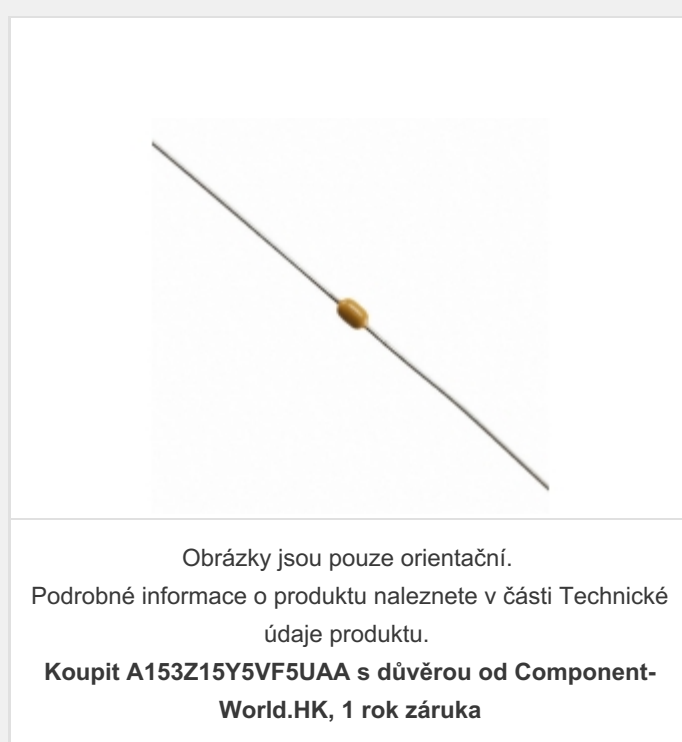 Obrázky jsou pouze orientační.
Podrobné informace o produktu naleznete v části Technické
údaje produktu.
Koupit A153Z15Y5VF5UAA s důvěrou od Component-
World.HK, 1 rok záruka